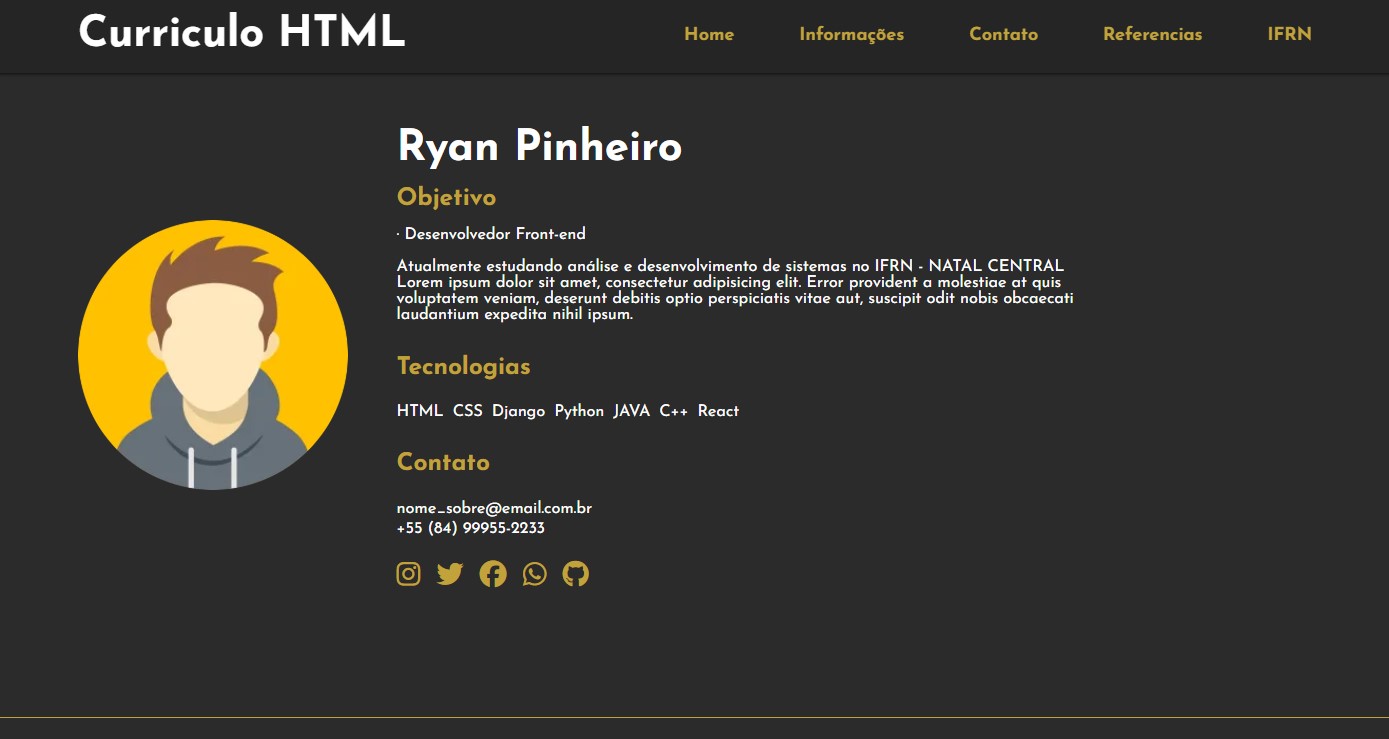 Curriculo HTML
Home Informações Contato Referencias IFRN
Ryan Pinheiro
Objetivo
· Desenvolvedor Front-end
Atualmente estudando análise e desenvolvimento de sistemas no IFRN - NATAL CENTRAL
Lorem ipsum dolor sit amet, consectetur adipisicing elit. Error provident a molestiae at quis
voluptatem veniam, deserunt debitis optio perspiciatis vitae aut, suscipit odit nobis obcaecati
laudantium expedita nihil ipsum.
Tecnologias
HTML CSS Django Python JAVA C++ React
Contato
nome_sobre@email.com.br
+55 (84) 99955-2233